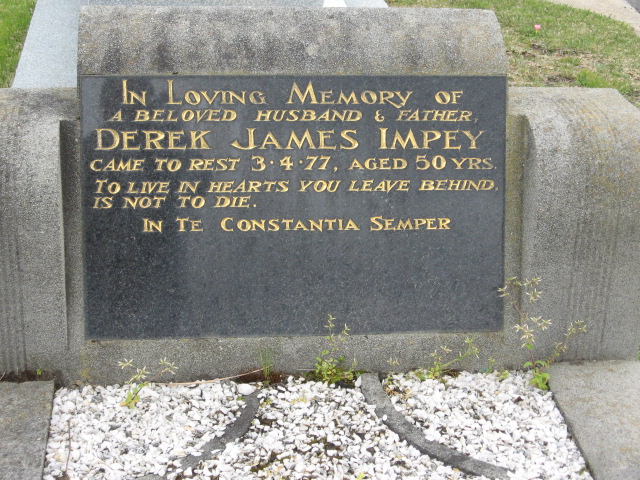 In Loving Memory of
A BELOVED HUSBAND & FATHER,
DEREK JAMES IMPEY
CAME TO REST 3·4·77, AGED 50 YRS.
TO LIVE IN HEARTS YOU LEAVE BEHIND,
IS NOT TO DIE.
IN TE CONSTANTIA SEMPER